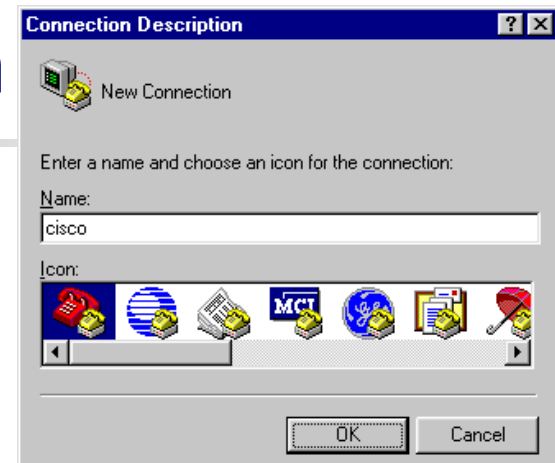 Connection Description
New Connection
Enter a name and choose an icon for the connection:
Name:
cisco
Icon:
MCI
OK Cancel